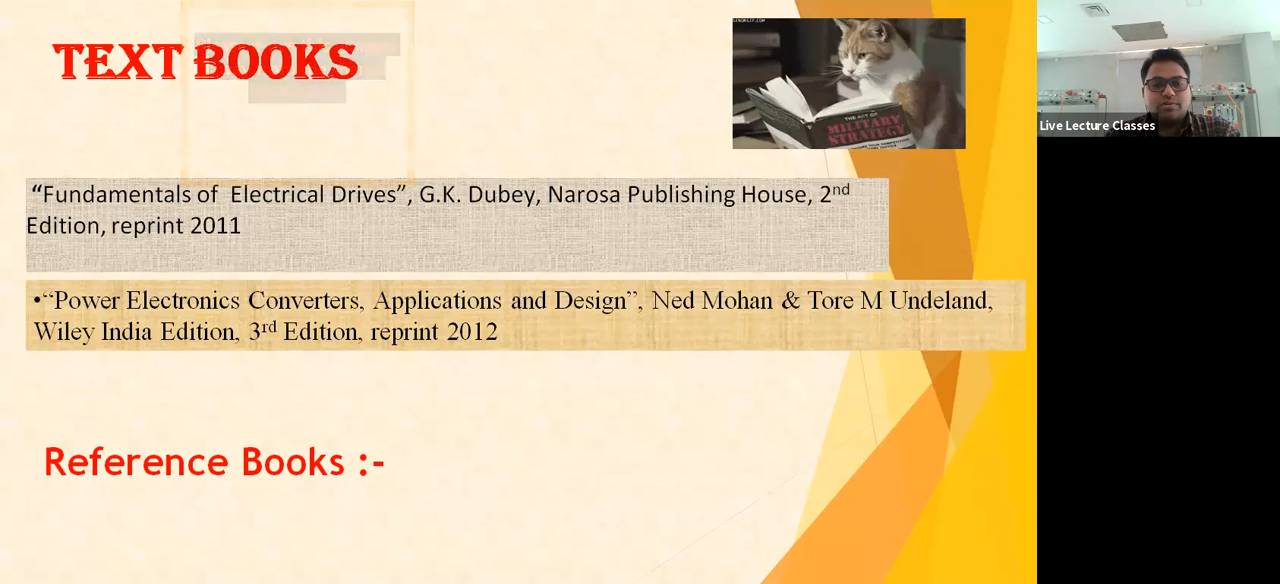 TEXT BOOKS
THE ART OF
MILITARY
STRATEGY
Live Lecture Classes
“Fundamentals of Electrical Drives”, G.K. Dubey, Narosa Publishing House, 2nd
Edition, reprint 2011
•“Power Electronics Converters, Applications and Design”, Ned Mohan & Tore M Undeland,
Wiley India Edition, 3rd Edition, reprint 2012
Reference Books :-